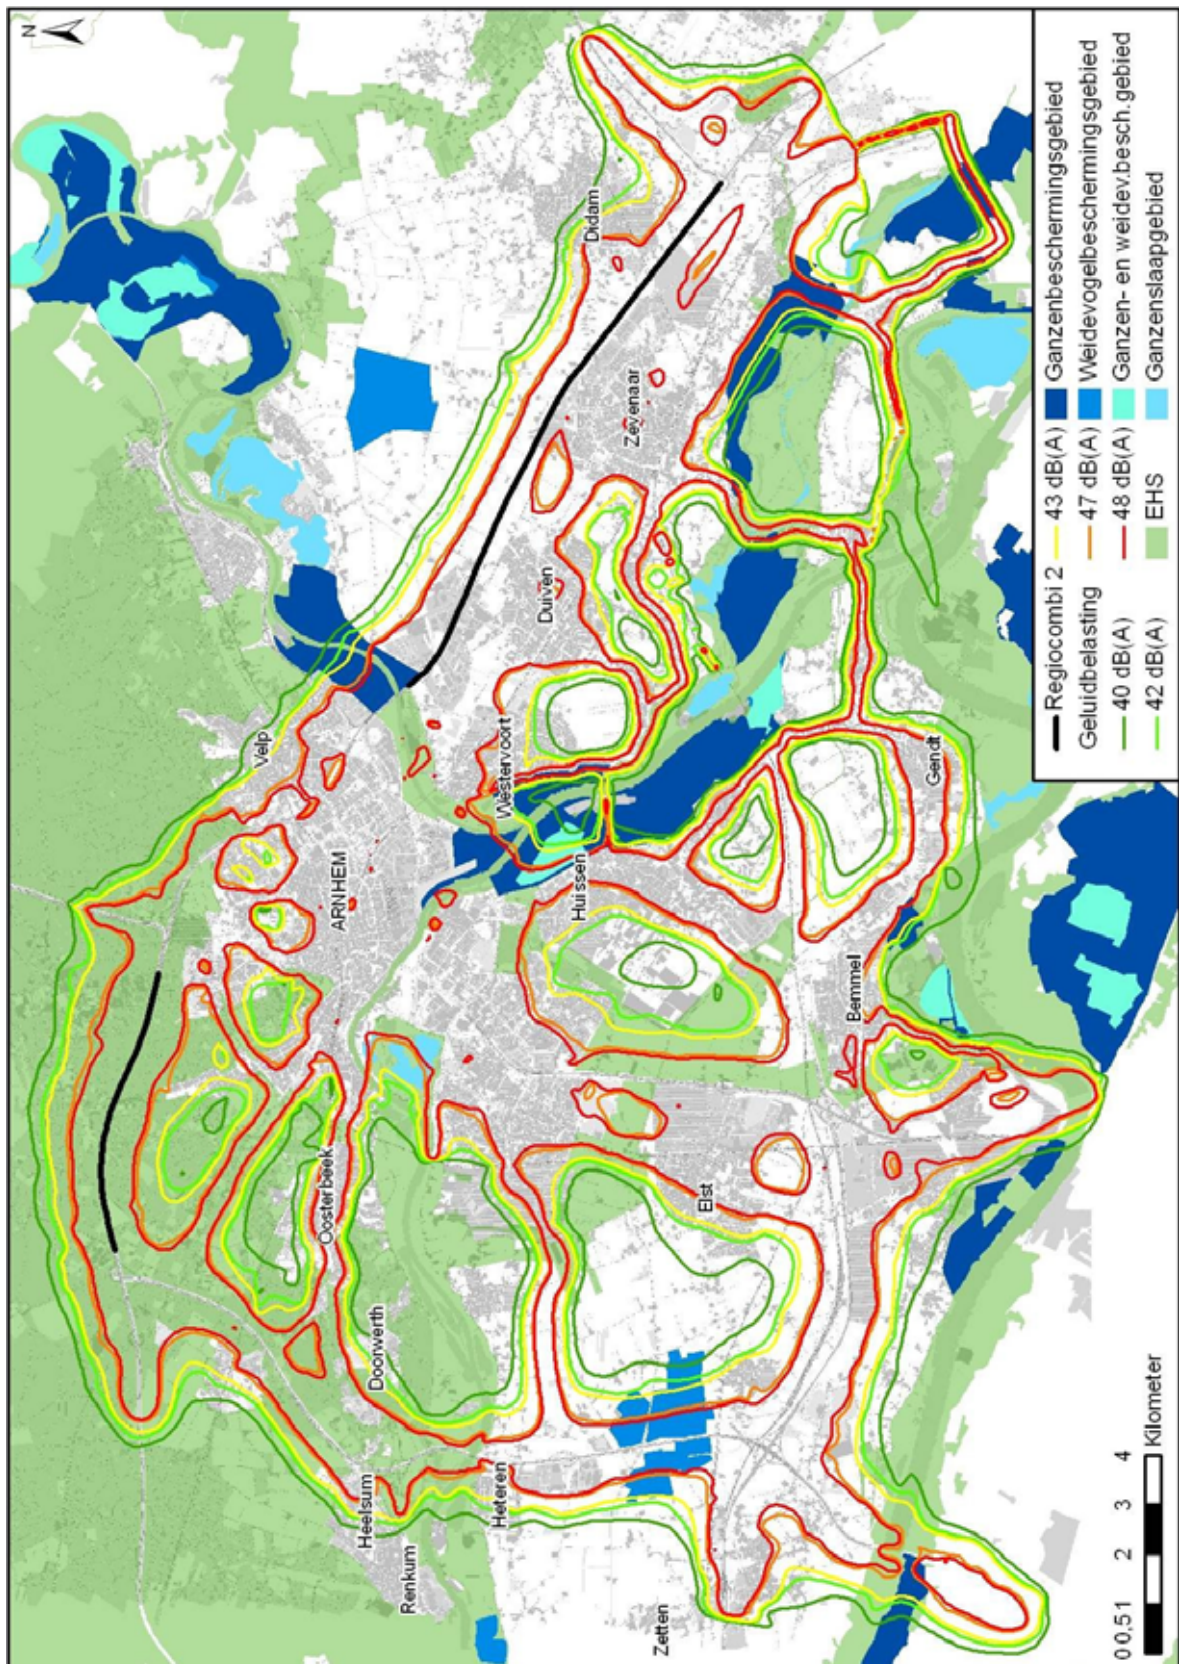 N
Didam
Zevenaar
Duiven
Velp
Westervoort
ARNHEM
Huissen
Gendt
Bemmel
Oosterbeek
Elst
Doorwerth
Heelsum
Heteren
Renkum
Zetten
Regiocombi 2
Geluidbelasting
40 dB(A)
42 dB(A)
43 dB(A)
47 dB(A)
48 dB(A)
EHS
Ganzenbeschermingsgebied
Weidevogelbeschermingsgebied
Ganzen- en weidev.besch.gebied
Ganzenslaapgebied
0 0,5 1 2 3 4
Kilometer